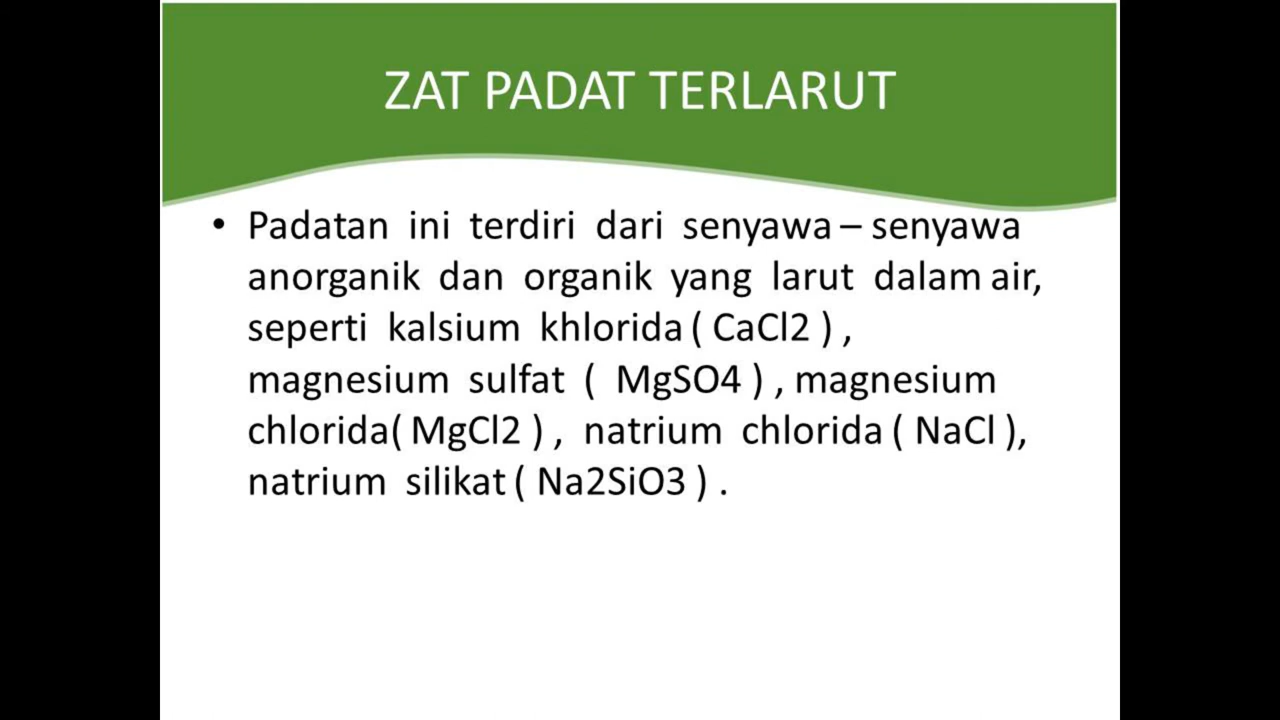 ZAT PADAT TERLARUT
• Padatan ini terdiri dari senyawa – senyawa
anorganik dan organik yang larut dalam air,
seperti kalsium khlorida ( CaCl2 ) ,
magnesium sulfat ( MgSO4 ) , magnesium
chlorida( MgCl2 ) , natrium chlorida ( NaCl ),
natrium silikat ( Na2SiO3 ) .